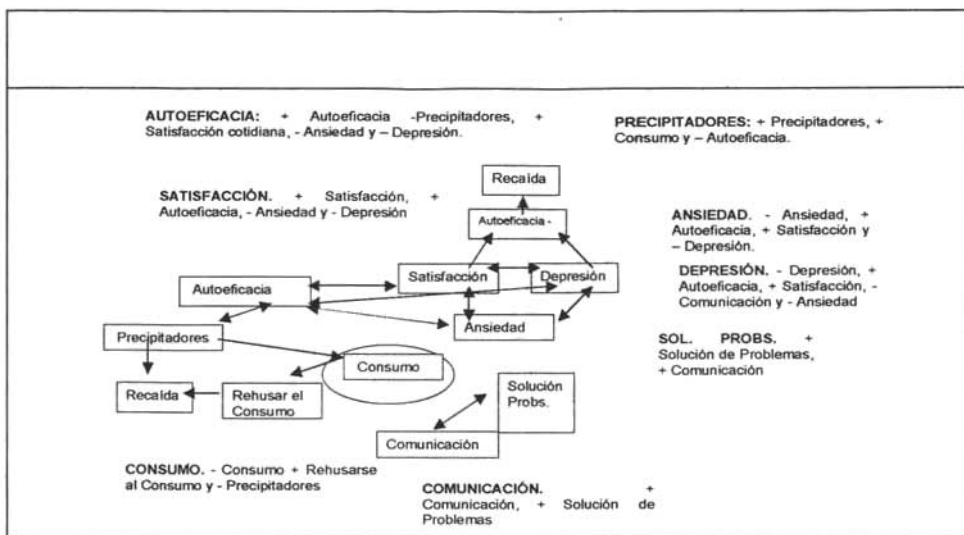 AUTOEFICACIA: + Autoeficacia -Precipitadores, +
Satisfacción cotidiana, - Ansiedad y – Depresión.
PRECIPITADORES: + Precipitadores, +
Consumo y – Autoeficacia.
Recaída
SATISFACCIÓN. + Satisfacción, +
Autoeficacia, - Ansiedad y - Depresión
Autoeficacia -
ANSIEDAD. - Ansiedad, +
Autoeficacia, + Satisfacción y
– Depresión.
Satisfacción
Depresión
Autoeficacia
DEPRESIÓN. - Depresión, +
Autoeficacia, + Satisfacción, -
Comunicación y - Ansiedad
Ansiedad
Precipitadores
SOL. PROBS. +
Solución de Problemas,
+ Comunicación
Consumo
Recaída
Rehusar el
Consumo
Solución
Probs.
Comunicación
CONSUMO. - Consumo + Rehusarse
al Consumo y - Precipitadores
COMUNICACIÓN. +
Comunicación, + Solución de
Problemas